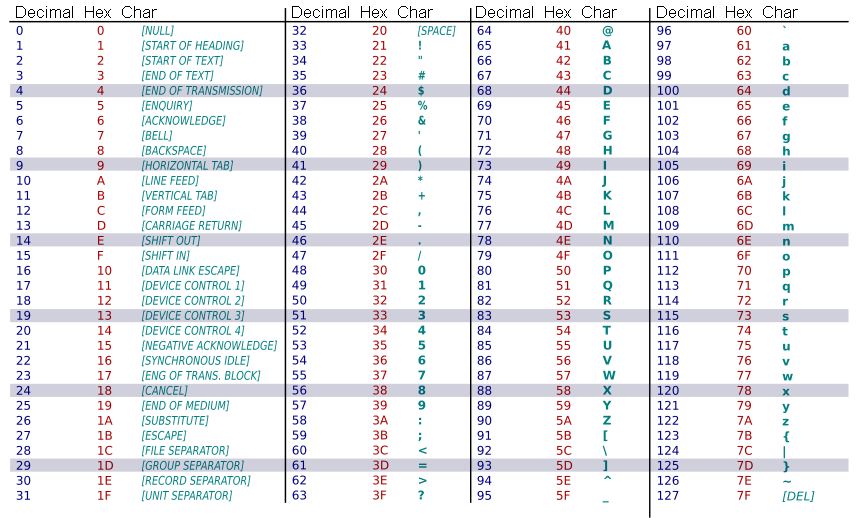 Decimal Hex Char Decimal Hex Char Decimal Hex Char Decimal Hex Char
0 0 [NULL] 32 20 [SPACE] 64 40 @ 96 60 `
1 1 [START OF HEADING] 33 21 ! 65 41 A 97 61 a
2 2 [START OF TEXT] 34 22 " 66 42 B 98 62 b
3 3 [END OF TEXT] 35 23 # 67 43 C 99 63 c
4 4 [END OF TRANSMISSION] 36 24 $ 68 44 D 100 64 d
5 5 [ENQUIRY] 37 25 % 69 45 E 101 65 e
6 6 [ACKNOWLEDGE] 38 26 & 70 46 F 102 66 f
7 7 [BELL] 39 27 ' 71 47 G 103 67 g
8 8 [BACKSPACE] 40 28 ( 72 48 H 104 68 h
9 9 [HORIZONTAL TAB] 41 29 ) 73 49 I 105 69 i
10 A [LINE FEED] 42 2A * 74 4A J 106 6A j
11 B [VERTICAL TAB] 43 2B + 75 4B K 107 6B k
12 C [FORM FEED] 44 2C , 76 4C L 108 6C l
13 D [CARRIAGE RETURN] 45 2D - 77 4D M 109 6D m
14 E [SHIFT OUT] 46 2E . 78 4E N 110 6E n
15 F [SHIFT IN] 47 2F / 79 4F O 111 6F o
16 10 [DATA LINK ESCAPE] 48 30 0 80 50 P 112 70 p
17 11 [DEVICE CONTROL 1] 49 31 1 81 51 Q 113 71 q
18 12 [DEVICE CONTROL 2] 50 32 2 82 52 R 114 72 r
19 13 [DEVICE CONTROL 3] 51 33 3 83 53 S 115 73 s
20 14 [DEVICE CONTROL 4] 52 34 4 84 54 T 116 74 t
21 15 [NEGATIVE ACKNOWLEDGE] 53 35 5 85 55 U 117 75 u
22 16 [SYNCHRONOUS IDLE] 54 36 6 86 56 V 118 76 v
23 17 [ENG OF TRANS. BLOCK] 55 37 7 87 57 W 119 77 w
24 18 [CANCEL] 56 38 8 88 58 X 120 78 x
25 19 [END OF MEDIUM] 57 39 9 89 59 Y 121 79 y
26 1A [SUBSTITUTE] 58 3A : 90 5A Z 122 7A z
27 1B [ESCAPE] 59 3B ; 91 5B [ 123 7B {
28 1C [FILE SEPARATOR] 60 3C < 92 5C \ 124 7C |
29 1D [GROUP SEPARATOR] 61 3D = 93 5D ] 125 7D }
30 1E [RECORD SEPARATOR] 62 3E > 94 5E ^ 126 7E ~
31 1F [UNIT SEPARATOR] 63 3F ? 95 5F _ 127 7F [DEL]